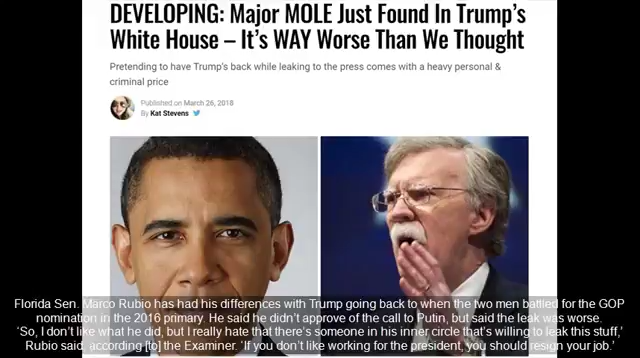 DEVELOPING: Major MOLE Just Found In Trump's
White House – It's WAY Worse Than We Thought
Pretending to have Trump's back while leaking to the press comes with a heavy personal &
criminal price
Published on March 26, 2018
By Kat Stevens
Florida Sen. Marco Rubio has had his differences with Trump going back to when the two men battled for the GOP
nomination in the 2016 primary. He said he didn't approve of the call to Putin, but said the leak was worse.
'So, I don't like what he did, but I really hate that there's someone in his inner circle that's willing to leak this stuff,'
Rubio said, according [to] the Examiner. 'If you don't like working for the president, you should resign your job.'